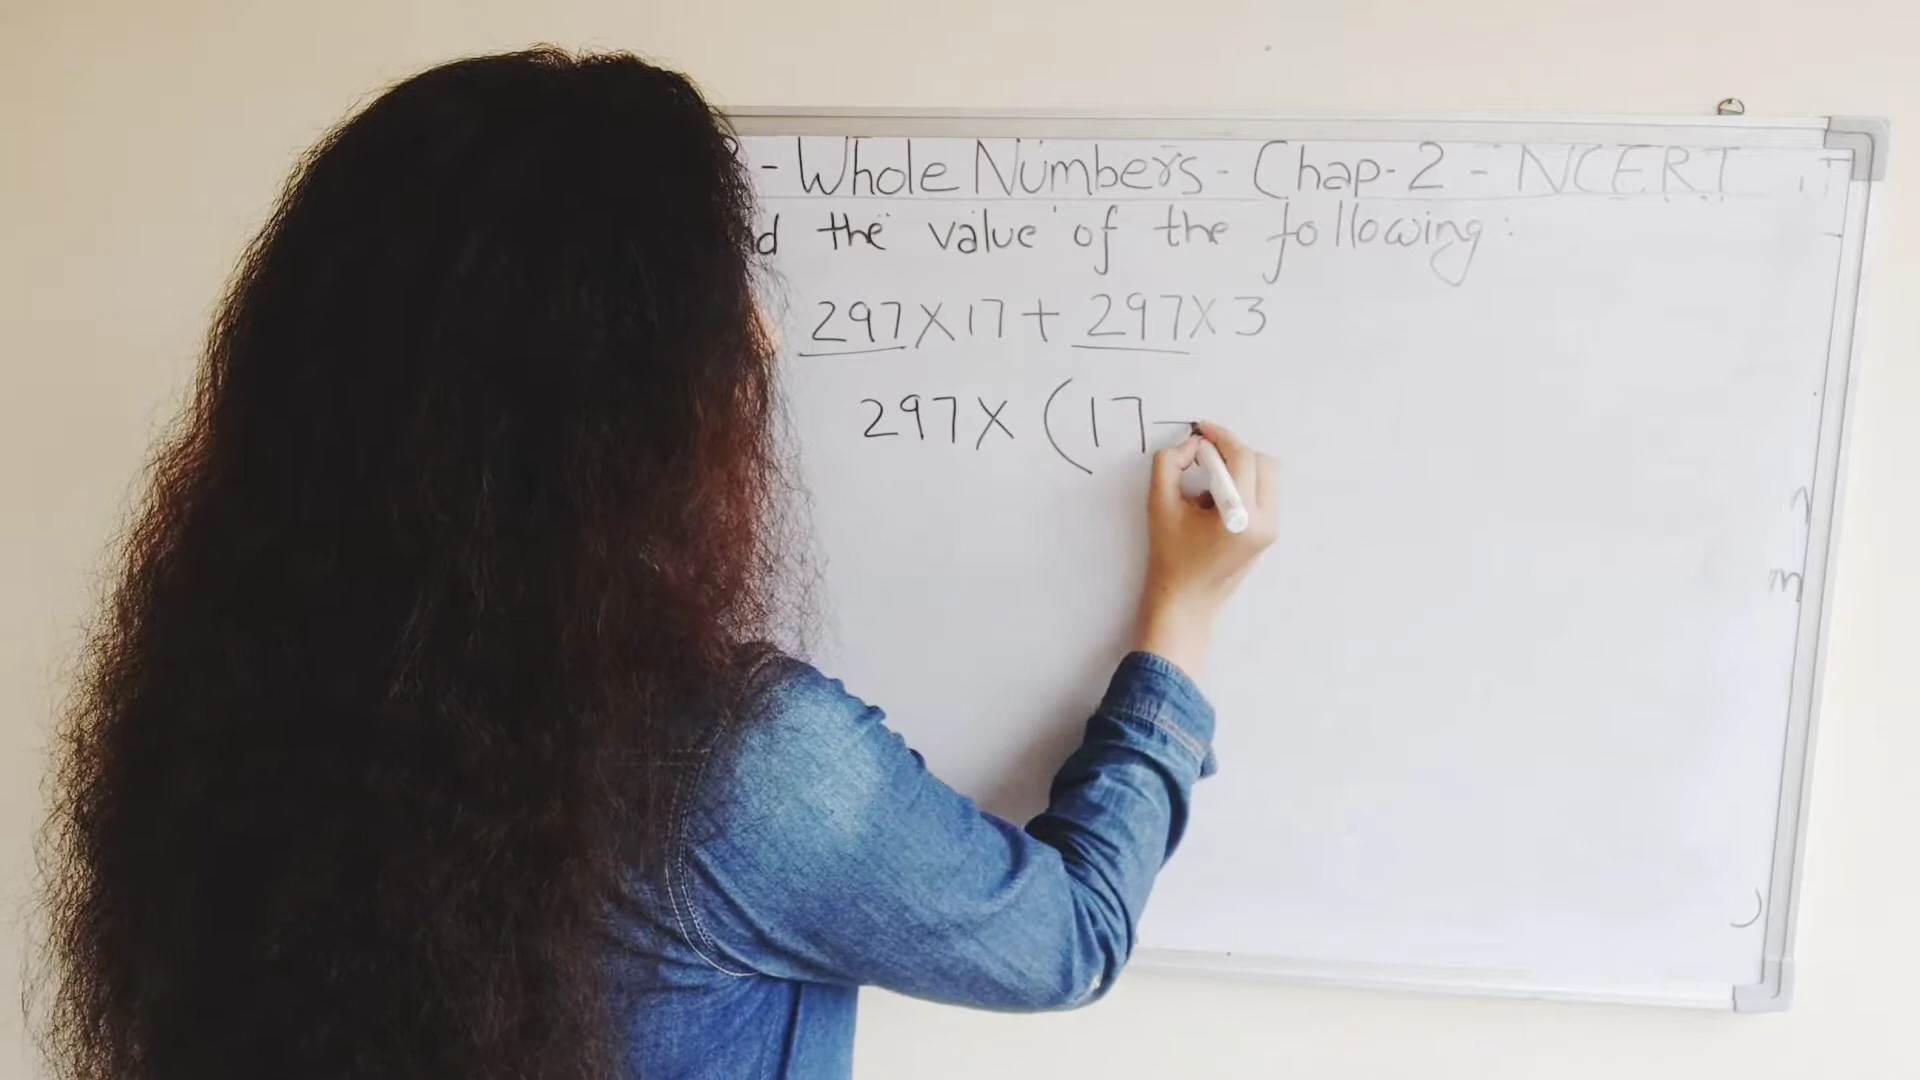 - Whole Numbers - Chap-2 - NCERT
the value of the following:
297 X 17 + 297 X 3
297 X (17